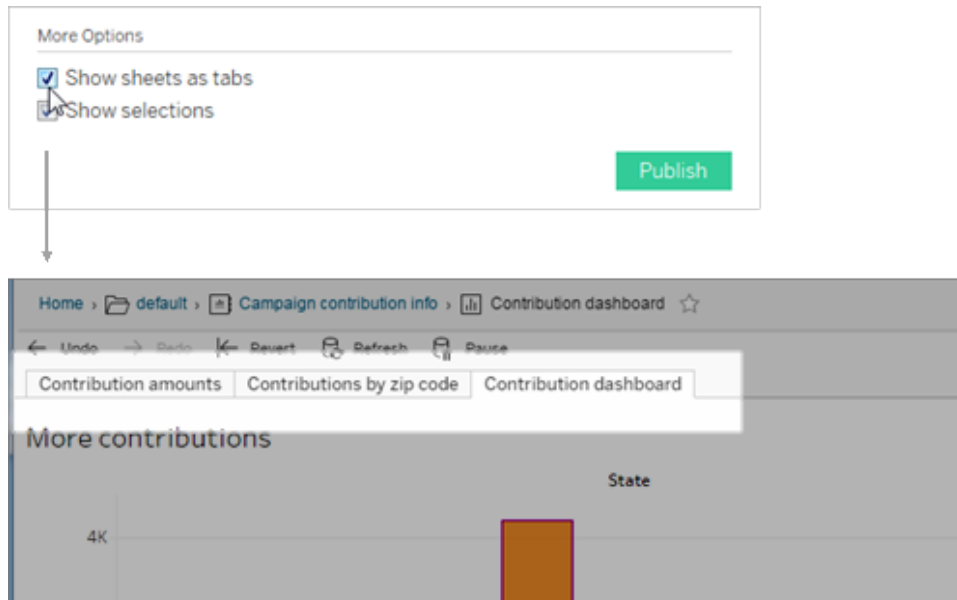 More Options
Show sheets as tabs
Show selections
Publish
Home › default › Campaign contribution info › Contribution dashboard
Undo Redo Revert Refresh Pause
Contribution amounts Contributions by zip code Contribution dashboard
More contributions
State
4K